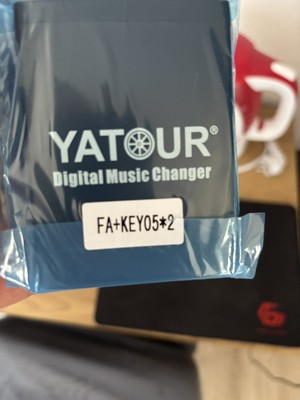 YATOUR®
Digital Music Changer
FA+KEY05*2